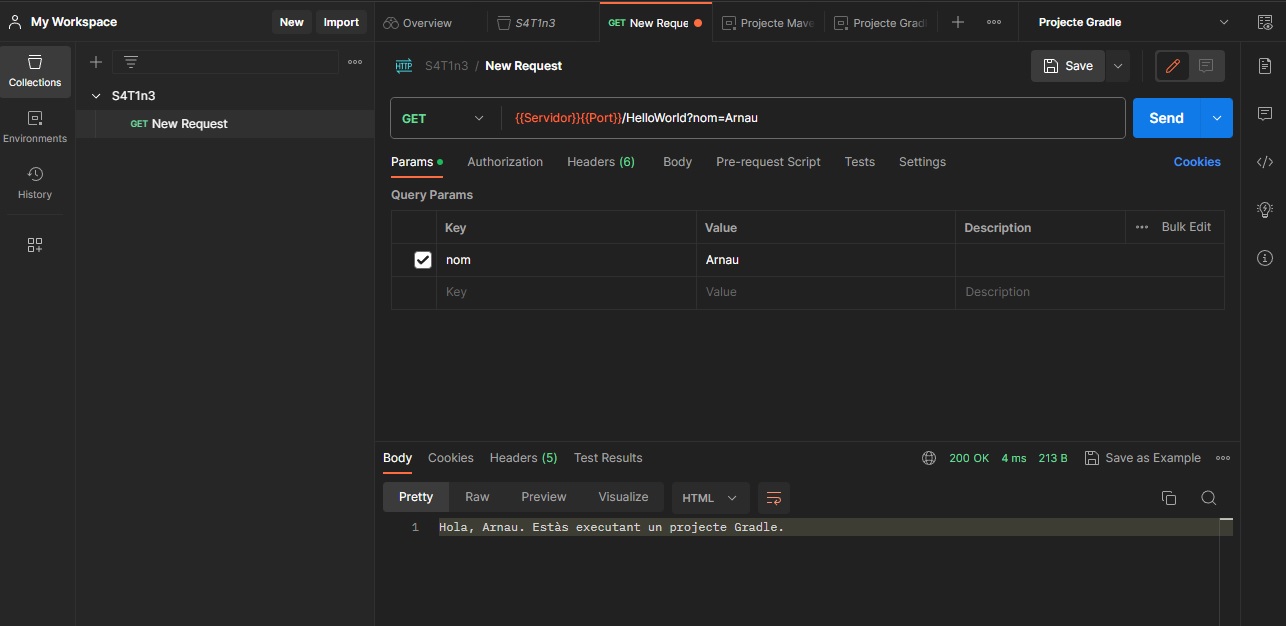 My Workspace New Import Overview S4T1n3 GET New Reque Projecte Mave Projecte Grad Projecte Gradle
Collections
Environments
History
S4T1n3
GET New Request
HTTP S4T1n3 / New Request Save
GET {{Servidor}}{{Port}}/HelloWorld?nom=Arnau Send
Params Authorization Headers (6) Body Pre-request Script Tests Settings Cookies
Query Params
Key Value Description Bulk Edit
nom Arnau
Key Value Description
Body Cookies Headers (5) Test Results 200 OK 4 ms 213 B Save as Example
Pretty Raw Preview Visualize HTML
1 Hola, Arnau. Estàs executant un projecte Gradle.